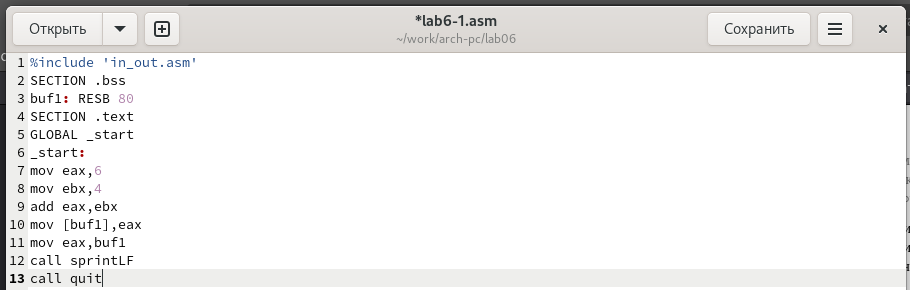 Открыть
*lab6-1.asm
~/work/arch-pc/lab06
Сохранить
1 %include 'in_out.asm'
2 SECTION .bss
3 buf1: RESB 80
4 SECTION .text
5 GLOBAL _start
6 _start:
7 mov eax,6
8 mov ebx,4
9 add eax,ebx
10 mov [buf1],eax
11 mov eax,buf1
12 call sprintLF
13 call quit